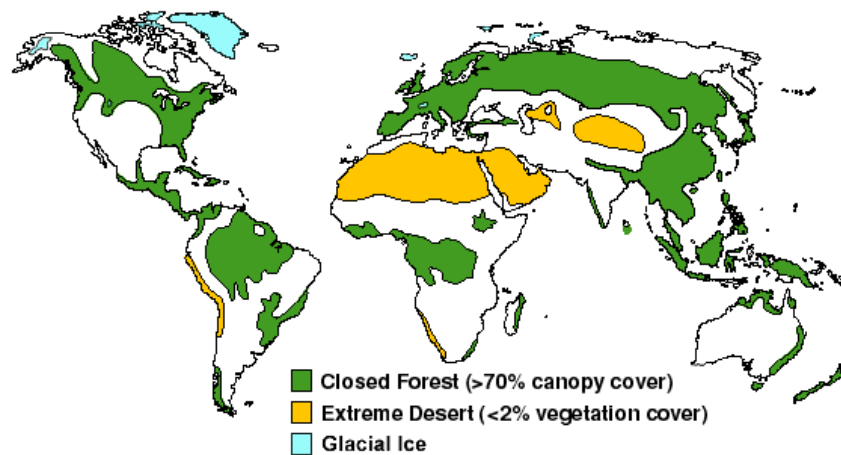 Closed Forest (>70% canopy cover)
Extreme Desert (<2% vegetation cover)
Glacial Ice